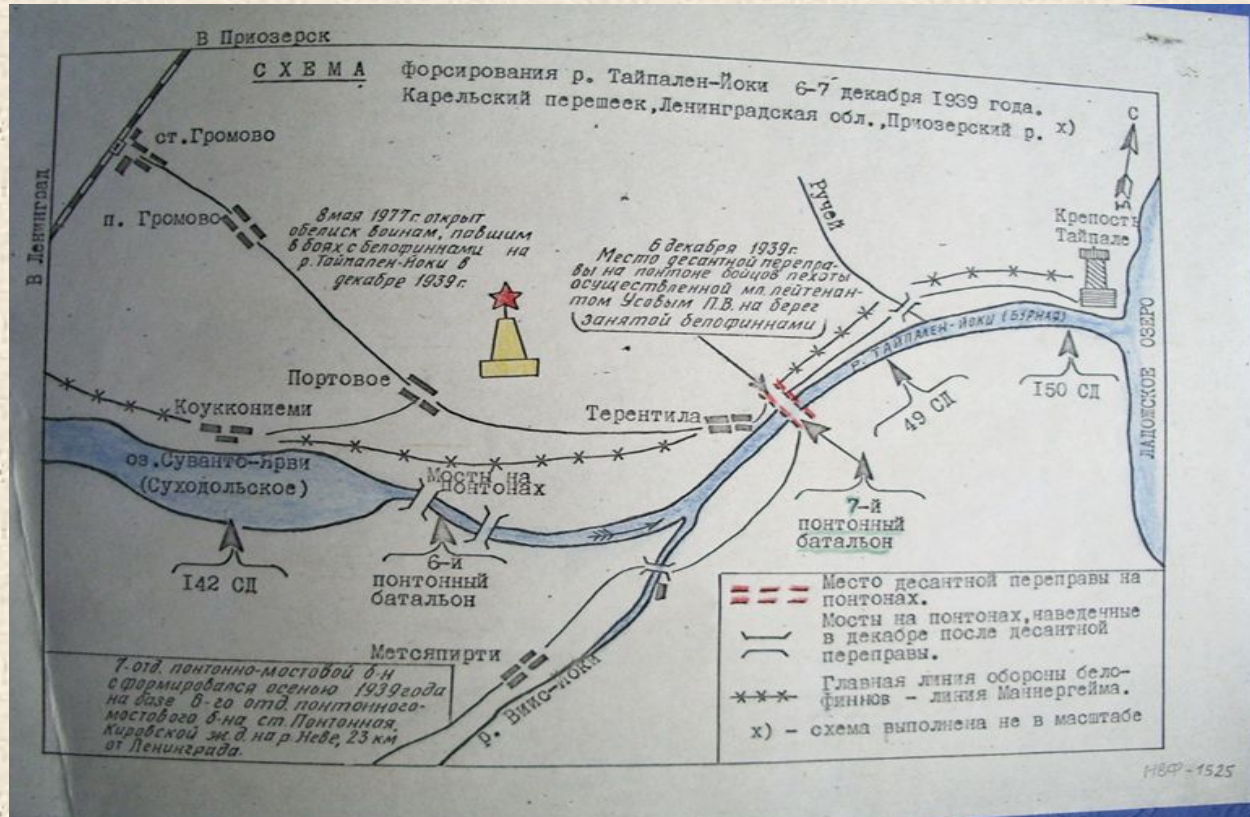 В Приозерск
СХЕМА
форсирования р. Тайпален-Йоки 6-7 декабря I939 года.
Карельский перешеек,Ленинградская обл.,Приозерский р. х)
ст.Громово
п. Громово
В Ленинград
8 мая 1977г. открыт
обелиск воинам, павшим
в боях с белофиннами на
р.Тайпален-Йоки в
декабре 1939г.
6 декабря 1939г.
Место десантной перепра-
вы на понтоне бойцов пехоты
осуществленной мл. лейтенан-
том Усовым П.В. на берег
занятой белофиннами
Ручей
С
Крепость
Тайпале
Портовое
Коуккониеми
Терентила
р. ТАЙПАЛЕН-ЙОКИ (БУРНАЯ)
ЛАДОЖСКОЕ ОЗЕРО
оз.Суванто-Ярви
(Суходольское)
Мосты на
понтонах
I42 СД
6-й
понтонный
батальон
7-й
понтонный
батальон
49 СД
I50 СД
Метсяпирти
р. Виис-Йоки
7-отд. понтонно-мостовой б-н
сформировался осенью 1939 года
на базе 6-го отд. понтонного-
мостового б-на, ст. Понтонная,
Кировской ж.д. на р. Неве, 23 км
от Ленинграда.
Место десантной переправы на
понтонах.
Мосты на понтонах,наведенные
в декабре после десантной
переправы.
Главная линия обороны бело-
финнов - линия Маннергейма.
х) - схема выполнена не в масштабе
НВФ-1525